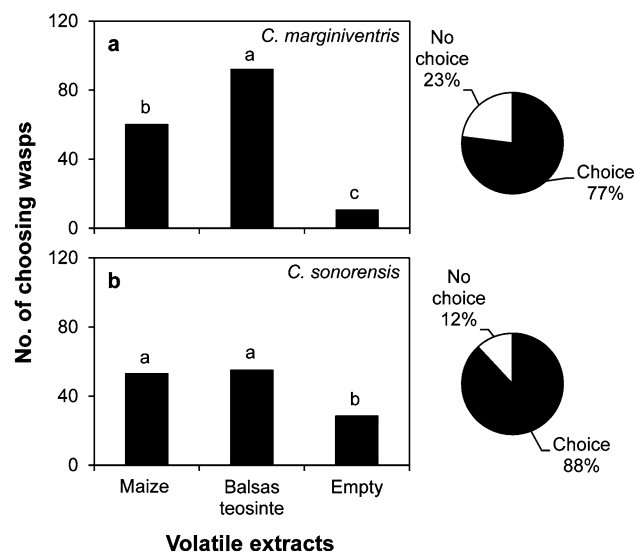 No. of choosing wasps
120
80
40
0
a
C. marginiventris
b
a
c
No
choice
23%
Choice
77%
120
80
40
0
b
C. sonorensis
a
a
b
No
choice
12%
Choice
88%
Maize
Balsas
teosinte
Empty
Volatile extracts